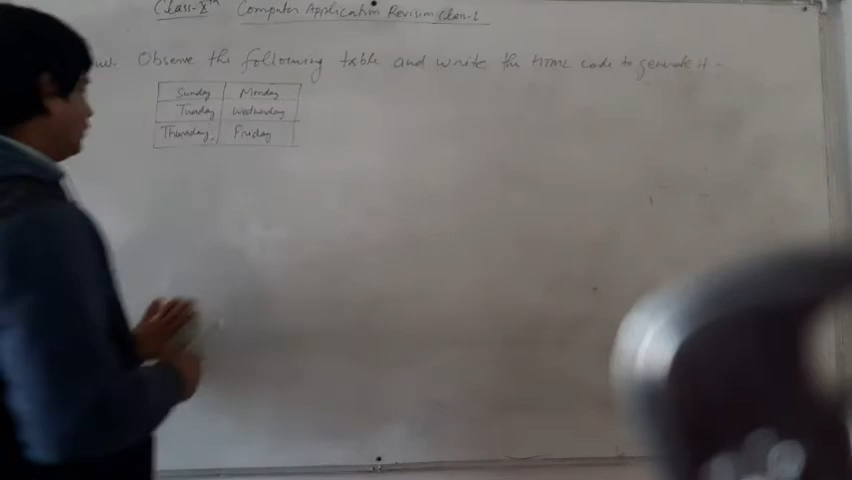 Class-Xth Computer Application Revision Class-1
Observe the following table and write the HTML code to generate it -
Sunday Monday
Tuesday Wednesday
Thursday Friday